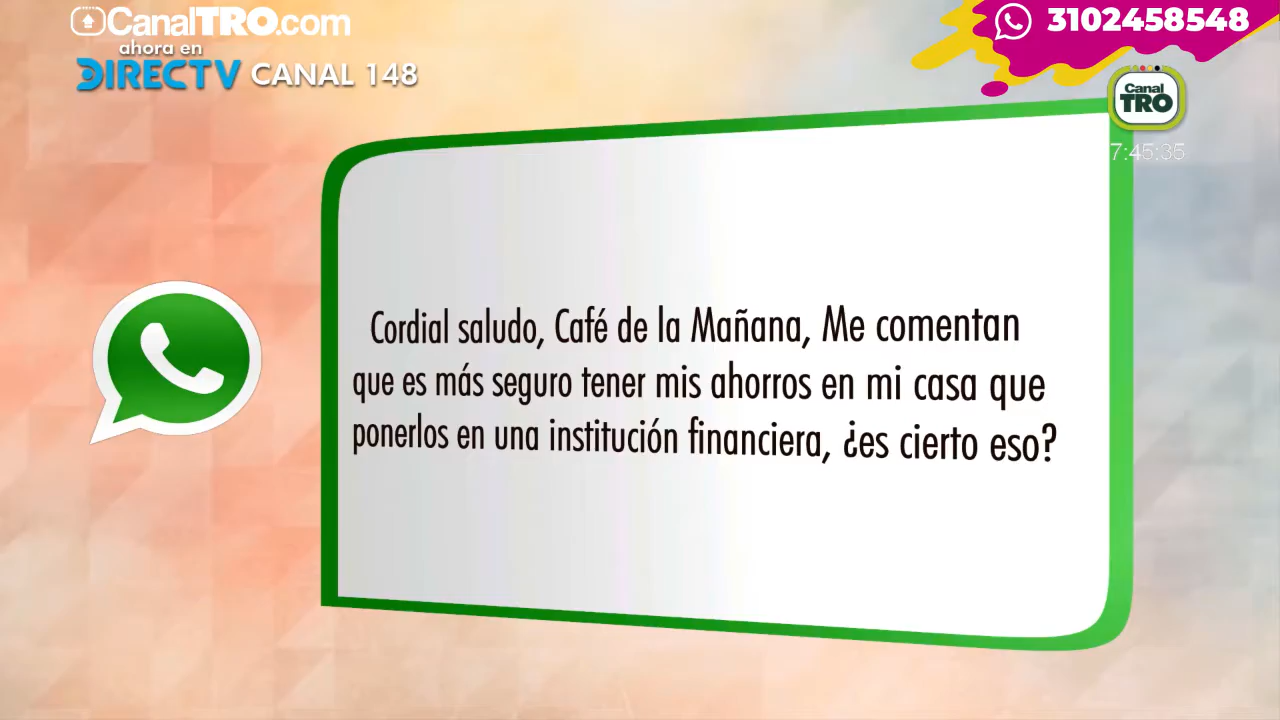 CanalTRO.com
ahora en
DIRECTV CANAL 148
3102458548
Canal
TRO
7:45:35
Cordial saludo, Café de la Mañana, Me comentan
que es más seguro tener mis ahorros en mi casa que
ponerlos en una institución financiera, ¿es cierto eso?